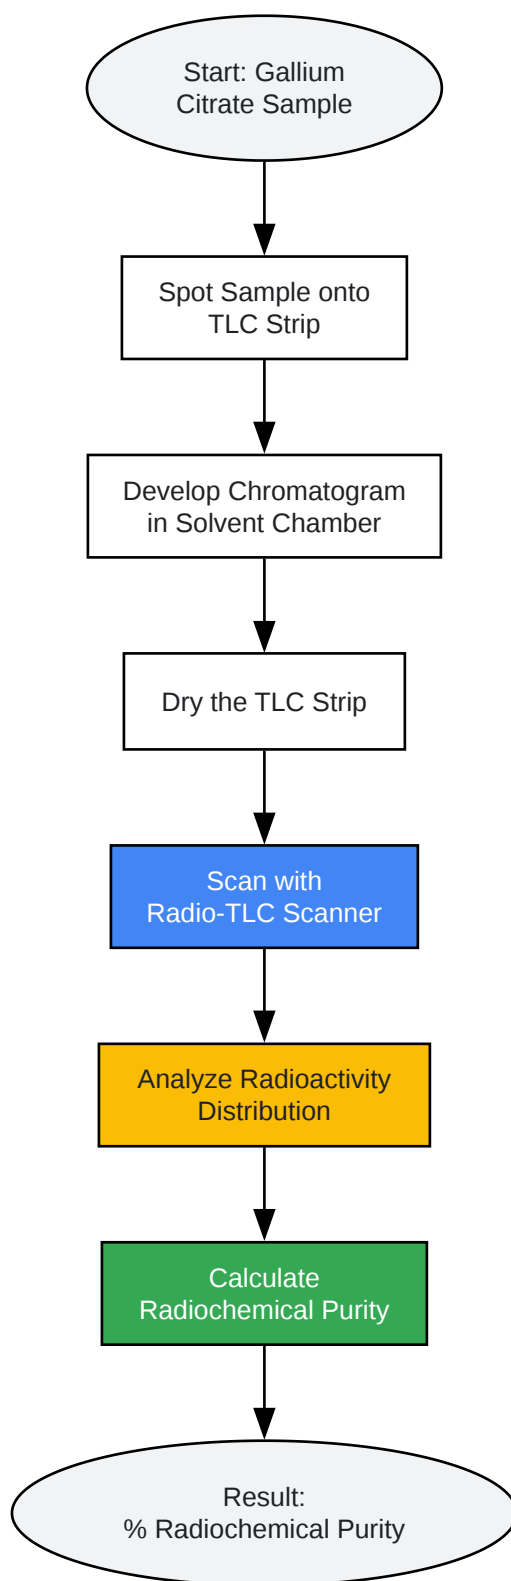 Start: Gallium
Citrate Sample
Spot Sample onto
TLC Strip
Develop Chromatogram
in Solvent Chamber
Dry the TLC Strip
Scan with
Radio-TLC Scanner
Analyze Radioactivity
Distribution
Calculate
Radiochemical Purity
Result:
% Radiochemical Purity